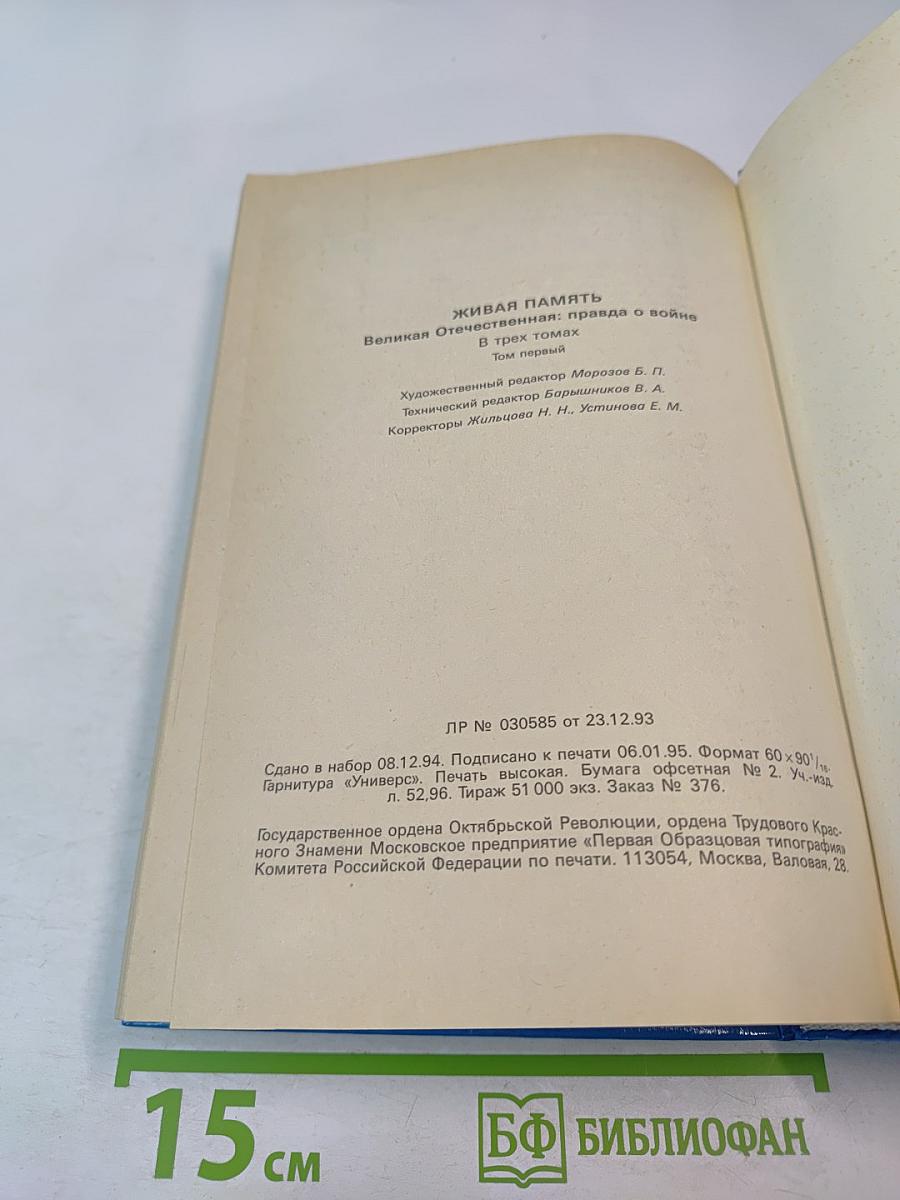 ЖИВАЯ ПАМЯТЬ
Великая Отечественная: правда о войне
В трех томах
Том первый
Художественный редактор Морозов Б. П.
Технический редактор Барышников В. А.
Корректоры Жильцова Н. Н., Устинова Е. М.
ЛР № 030585 от 23.12.93
Сдано в набор 08.12.94. Подписано к печати 06.01.95. Формат 60×90¹/₁₆.
Гарнитура «Универс». Печать высокая. Бумага офсетная № 2. Уч.-изд.
л. 52,96. Тираж 51 000 экз. Заказ № 376.
Государственное ордена Октябрьской Революции, ордена Трудового Крас-
ного Знамени Московское предприятие «Первая Образцовая типография»
Комитета Российской Федерации по печати. 113054, Москва, Валовая, 28.
15 см
БФ БИБЛИОФАН